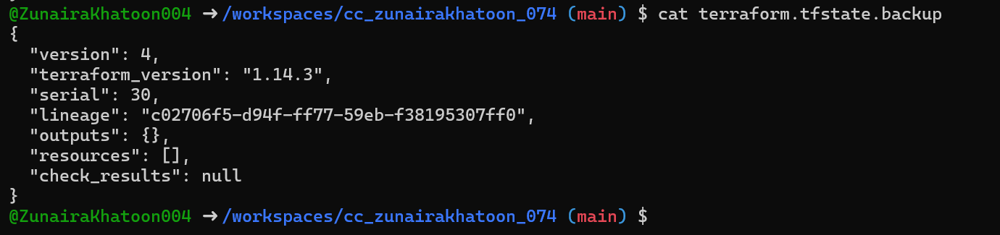 @ZunairaKhatoon004 ➜ /workspaces/cc_zunairakhatoon_074 (main) $ cat terraform.tfstate.backup
{
  "version": 4,
  "terraform_version": "1.14.3",
  "serial": 30,
  "lineage": "c02706f5-d94f-ff77-59eb-f38195307ff0",
  "outputs": {},
  "resources": [],
  "check_results": null
}
@ZunairaKhatoon004 ➜ /workspaces/cc_zunairakhatoon_074 (main) $